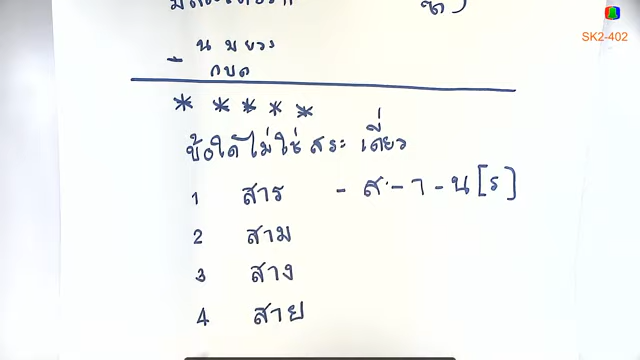 SK2-402
- น ม ยวง
กบด
* * * * *
ข้อใดไม่ใช่สระ เดี่ยว
1 สาร - ส - า - น [ร]
2 สาม
3 สาง
4 สาย